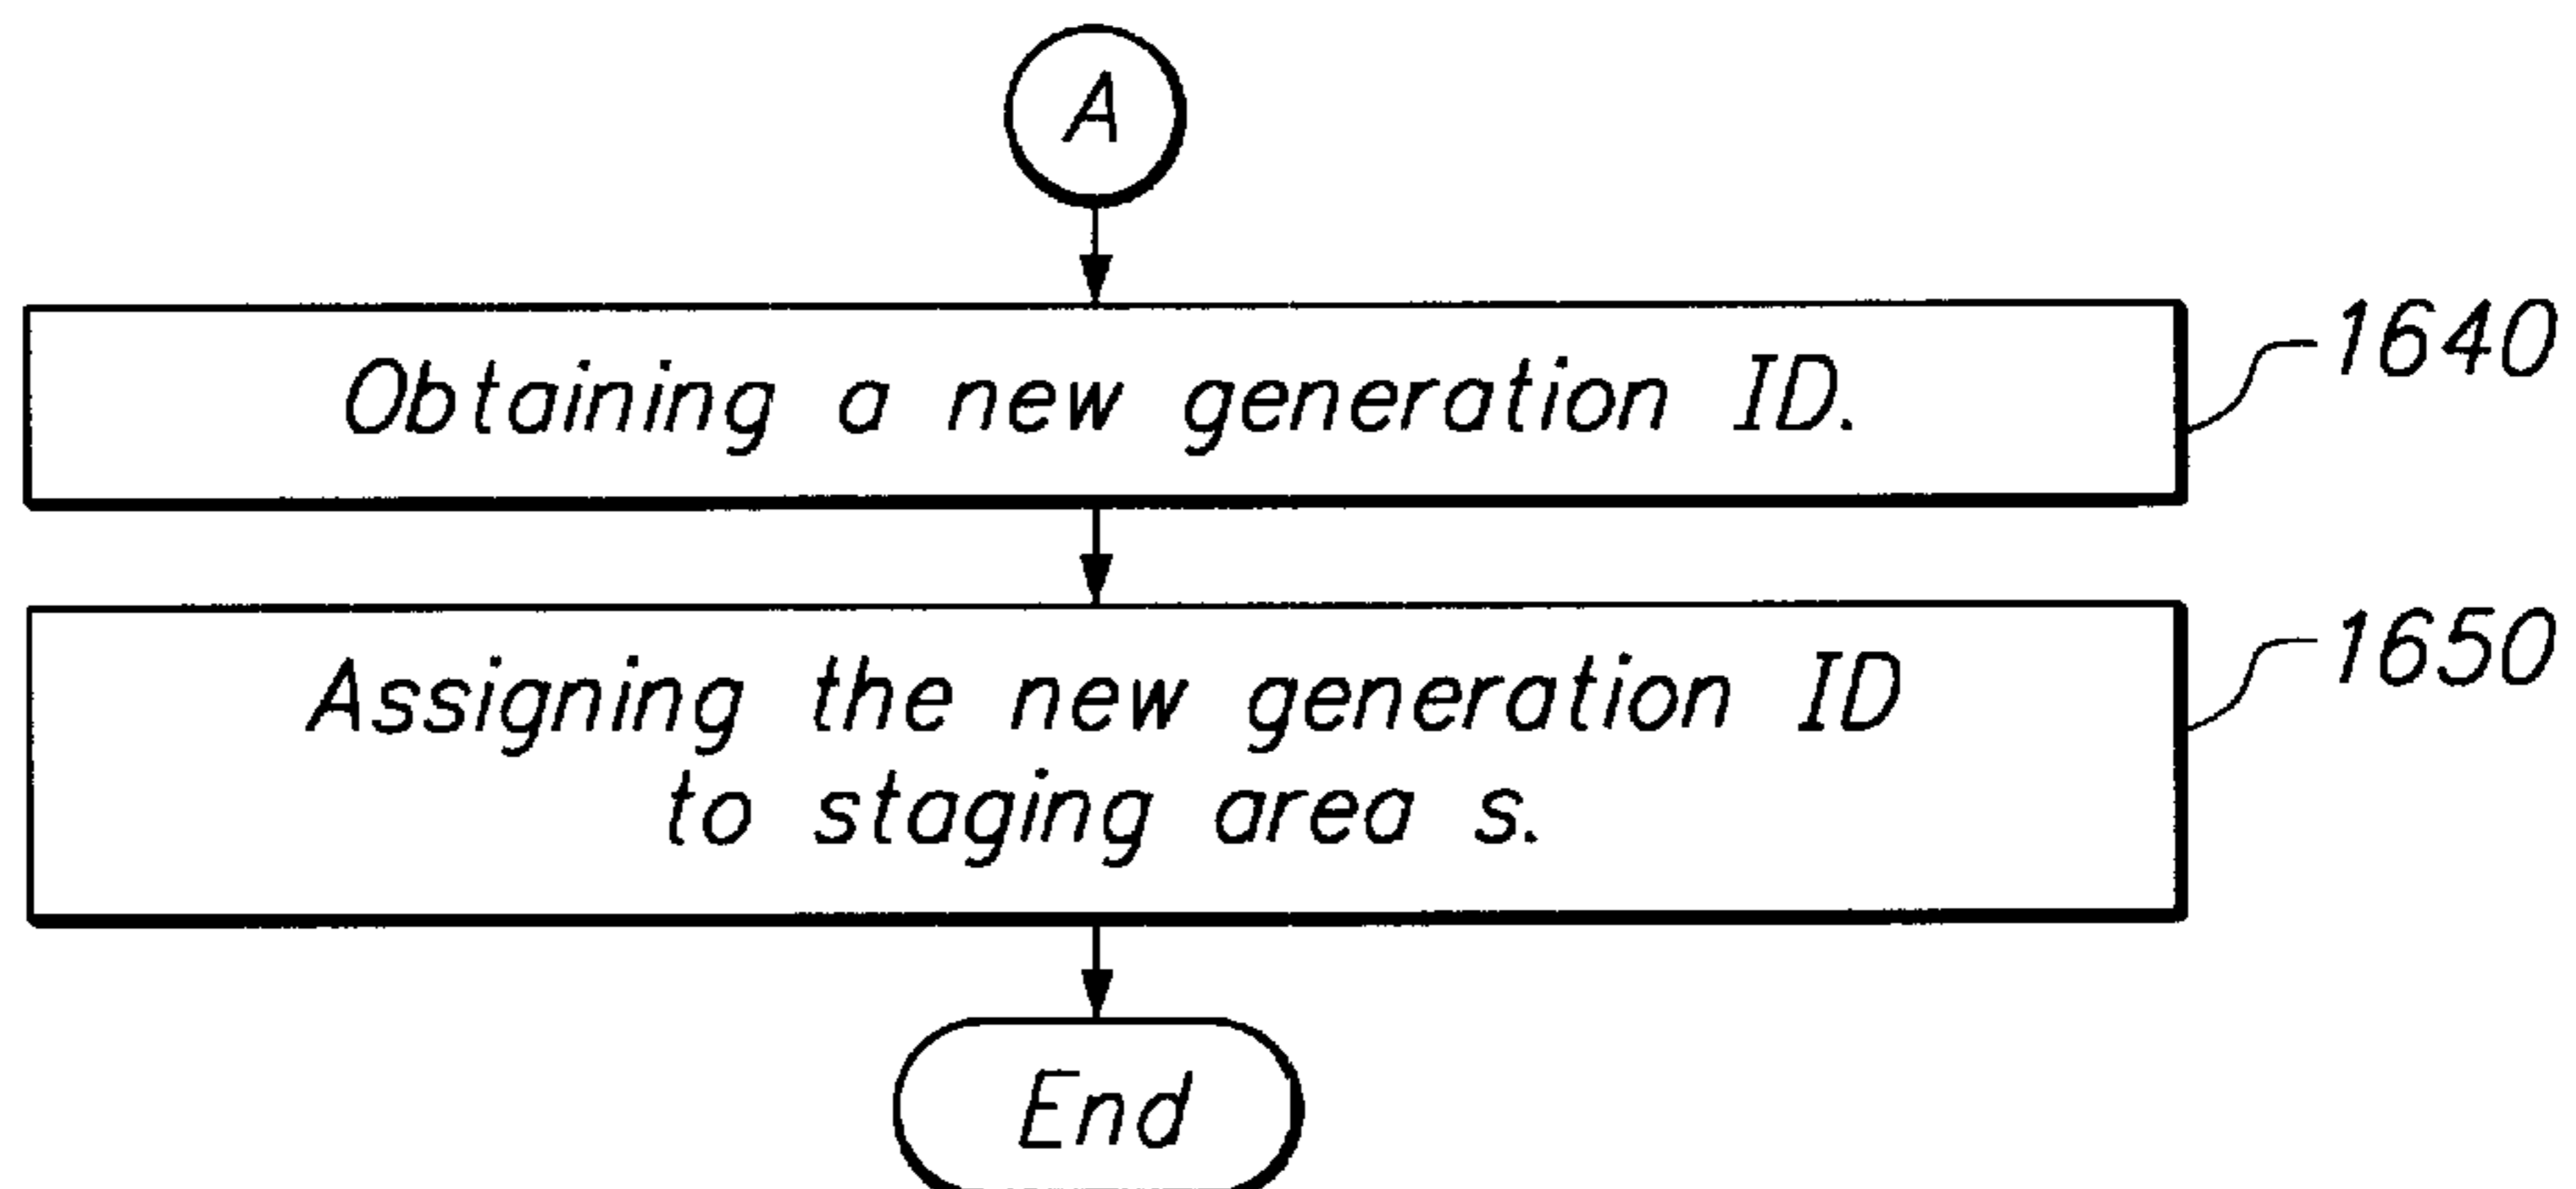 A
Obtaining a new generation ID.
1640
Assigning the new generation ID
to staging area s.
1650
End